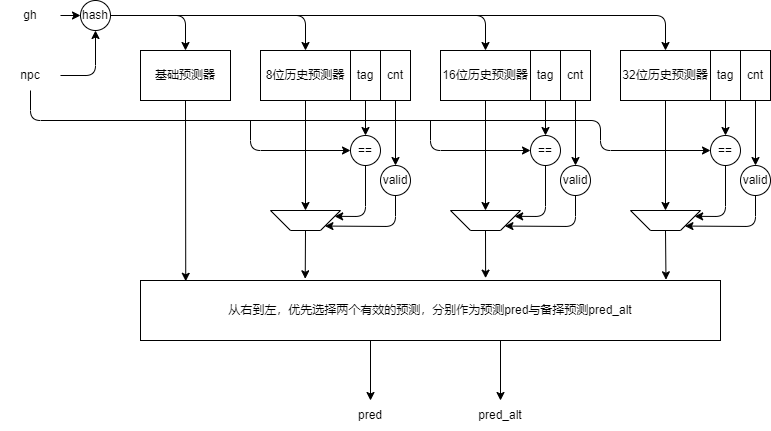 gh
hash
npc
基础预测器
8位历史预测器
tag
cnt
16位历史预测器
tag
cnt
32位历史预测器
tag
cnt
==
==
==
valid
valid
valid
从右到左，优先选择两个有效的预测，分别作为预测pred与备择预测pred_alt
pred
pred_alt